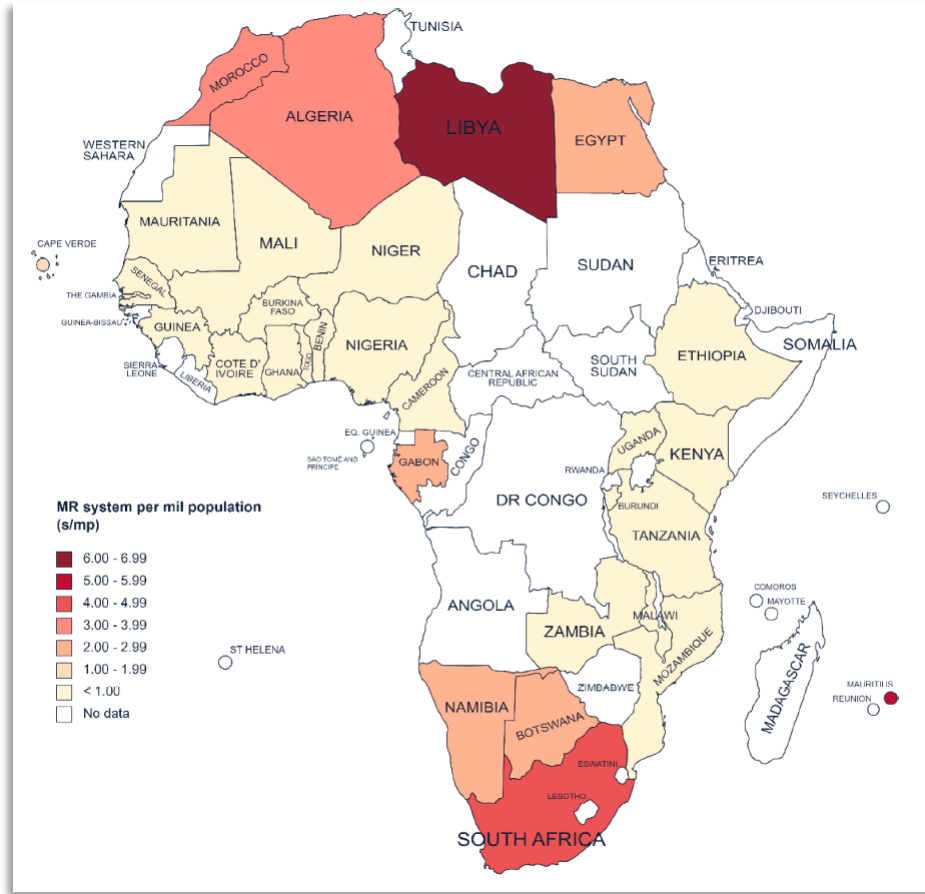 TUNISIA
MOROCCO
ALGERIA
LIBYA
EGYPT
WESTERN
SAHARA
MAURITANIA
MALI
NIGER
CHAD
SUDAN
ERITREA
CAPE VERDE
SENEGAL
THE GAMBIA
GUINEA-BISSAU
GUINEA
BURKINA
FASO
BENIN
TOGO
NIGERIA
DJIBOUTI
SOMALIA
ETHIOPIA
SIERRA
LEONE
LIBERIA
COTE D'
IVOIRE
GHANA
CAMEROON
CENTRAL AFRICAN
REPUBLIC
SOUTH
SUDAN
EQ. GUINEA
SAO TOMÉ AND
PRINCIPE
GABON
CONGO
UGANDA
KENYA
RWANDA
DR CONGO
BURUNDI
TANZANIA
SEYCHELLES
MR system per mil population
(s/mp)
6.00 - 6.99
5.00 - 5.99
4.00 - 4.99
3.00 - 3.99
2.00 - 2.99
1.00 - 1.99
< 1.00
No data
COMOROS
MAYOTTE
ANGOLA
ZAMBIA
MALAWI
MOZAMBIQUE
ST HELENA
MADAGASCAR
MAURITIUS
REUNION
ZIMBABWE
NAMIBIA
BOTSWANA
ESWATINI
LESOTHO
SOUTH AFRICA